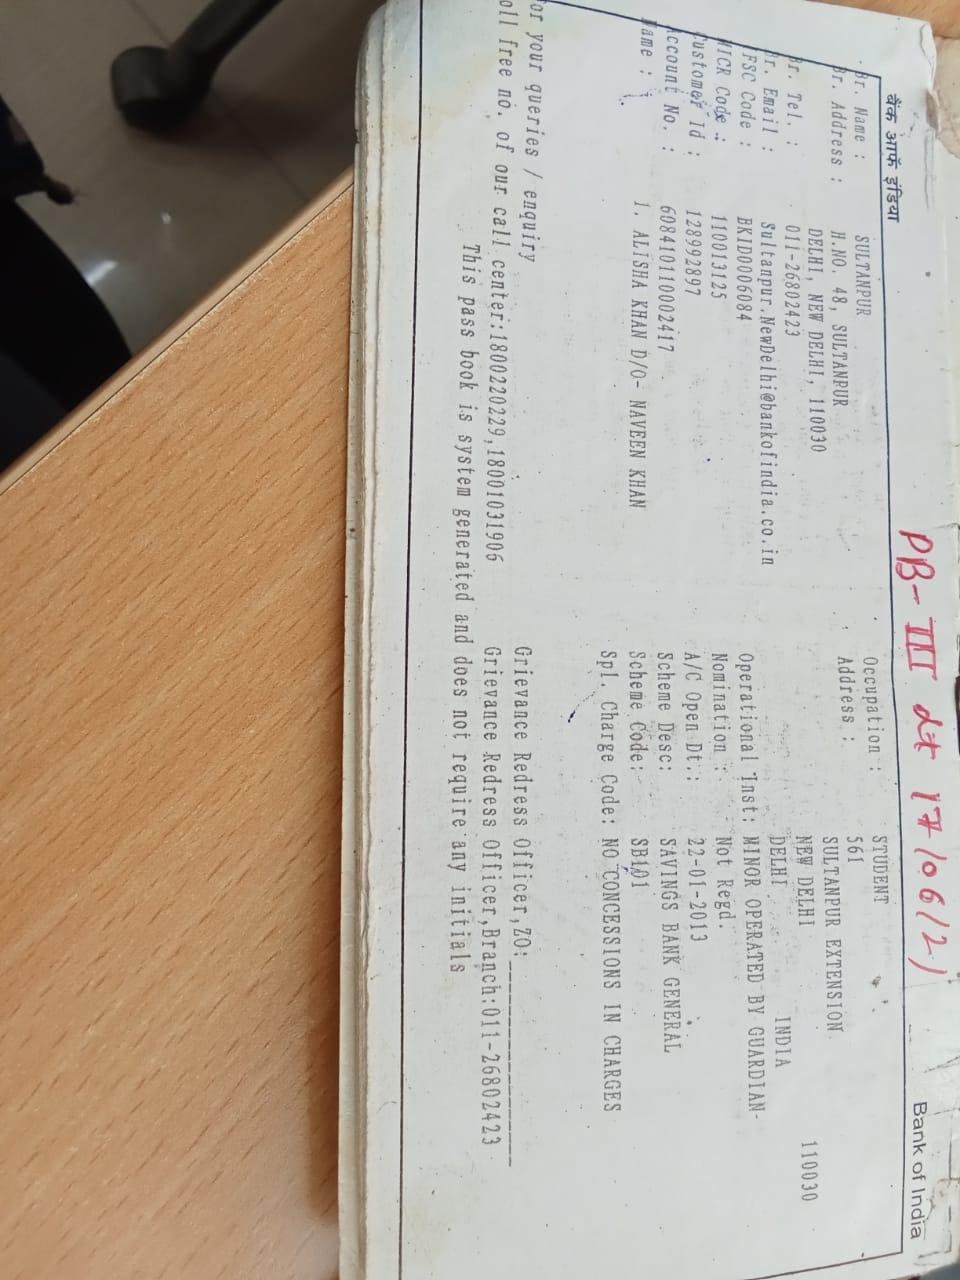 PB-III dt 17/06/21
बैंक ऑफ इंडिया Bank of India
Br. Name : SULTANPUR Occupation : STUDENT
Br. Address : H.NO. 48, SULTANPUR Address : 561
DELHI, NEW DELHI, 110030 SULTANPUR EXTENSION
NEW DELHI 110030
Br. Tel. : 011-26802423 DELHI INDIA
Br. Email : Sultanpur.NewDelhi@bankofindia.co.in
IFSC Code : BKID0006084 Operational Inst: MINOR OPERATED BY GUARDIAN-
MICR Code : 110013125 Nomination : Not Regd.
Customer Id : 128992897 A/C Open Dt.: 22-01-2013
Account No. : 608410110002417 Scheme Desc: SAVINGS BANK GENERAL
Name : 1. ALISHA KHAN D/O- NAVEEN KHAN Scheme Code: SB101
Spl. Charge Code: NO CONCESSIONS IN CHARGES
or your queries / enquiry Grievance Redress Officer,ZO:
oll free no. of our call center:1800220229,18001031906 Grievance Redress Officer,Branch:011-26802423
This pass book is system generated and does not require any initials